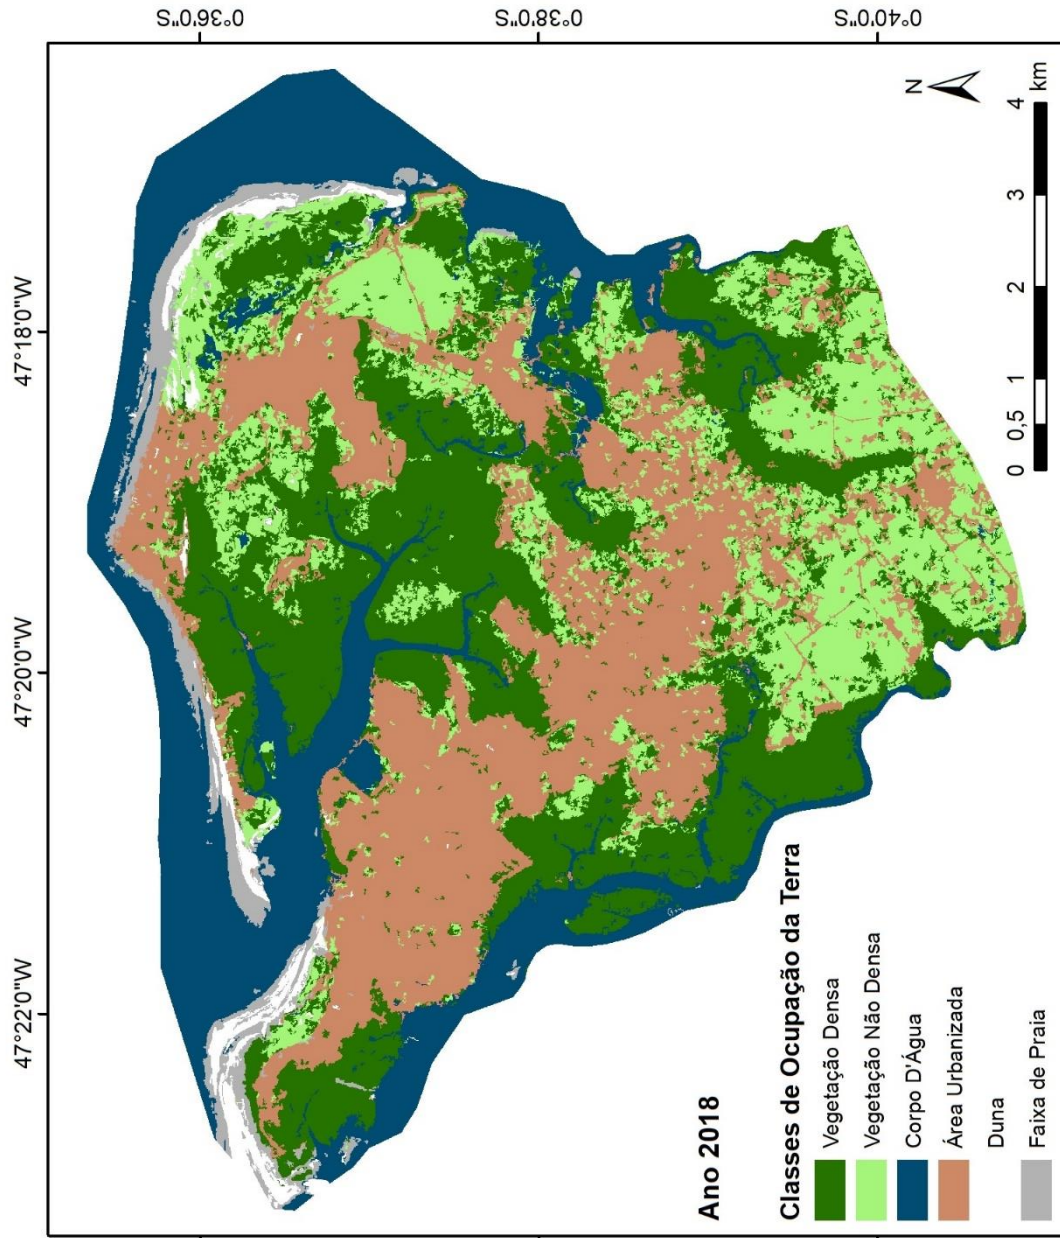 47°22'0"W
47°20'0"W
47°18'0"W
0°36'0"S
0°38'0"S
0°40'0"S
N
Ano 2018
Classes de Ocupação da Terra
Vegetação Densa
Vegetação Não Densa
Corpo D'Água
Área Urbanizada
Duna
Faixa de Praia
0 0,5 1 2 3 4
km